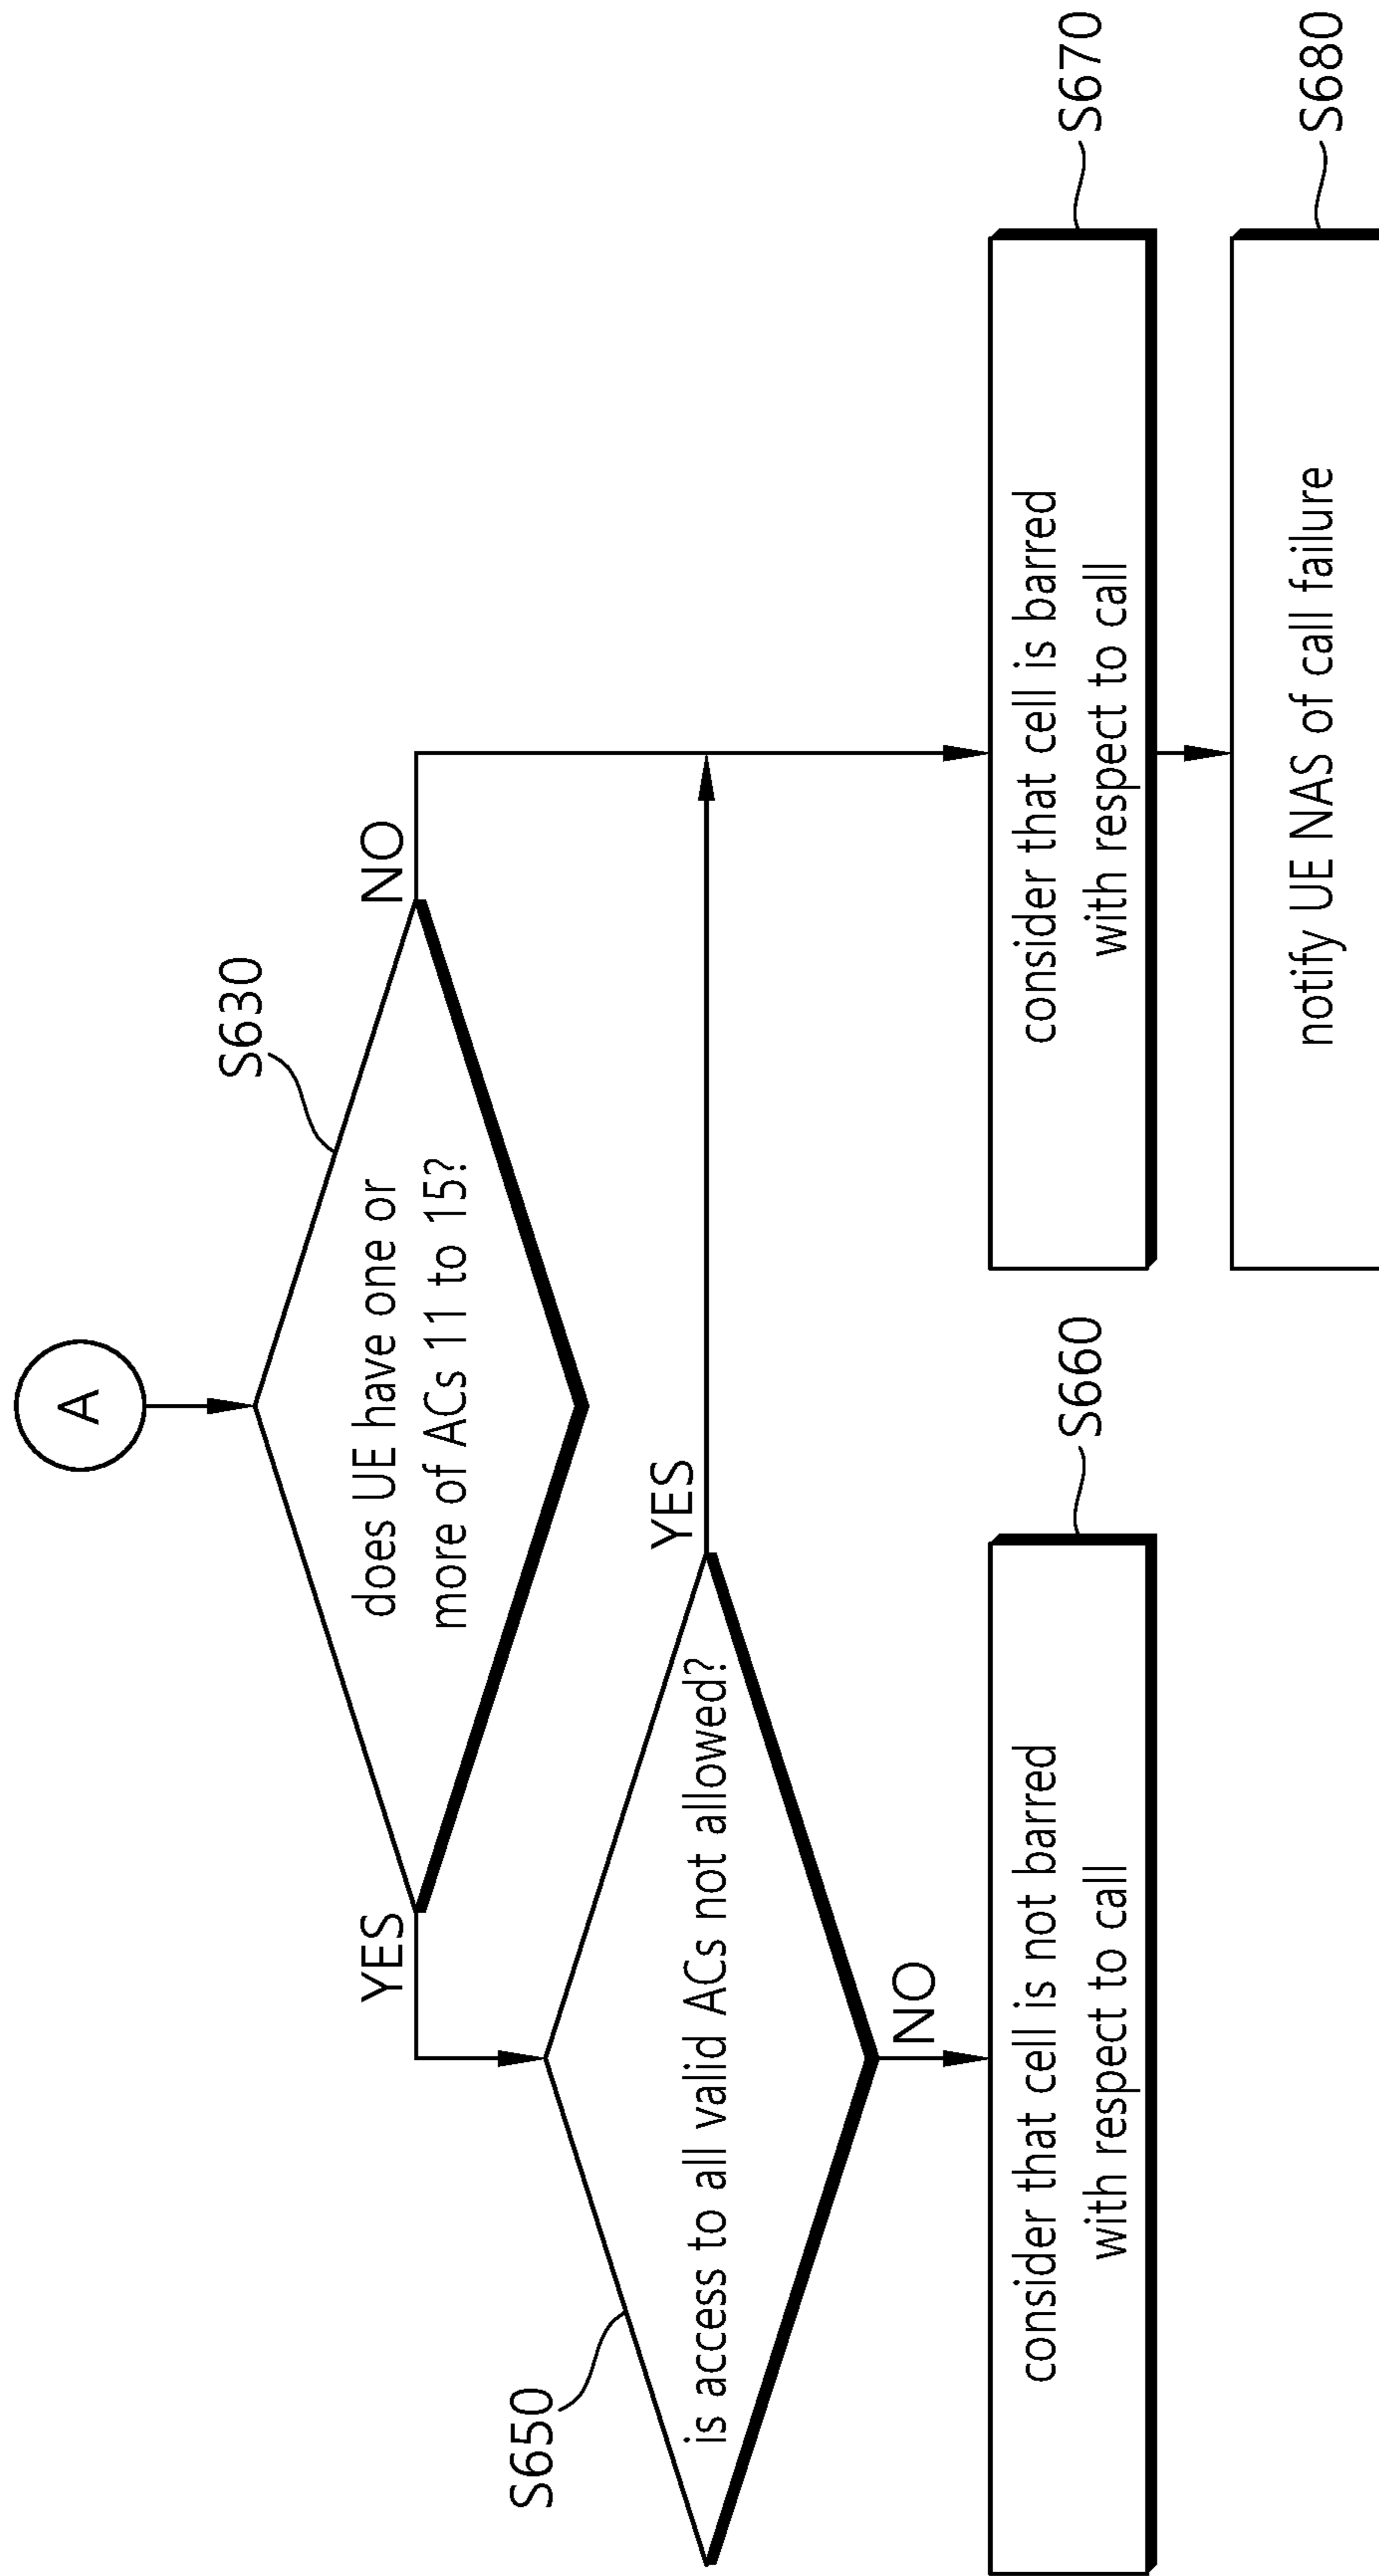 A
S630
does UE have one or
more of ACs 11 to 15?
YES
NO
S650
is access to all valid ACs not allowed?
YES
NO
S660
consider that cell is not barred
with respect to call
S670
consider that cell is barred
with respect to call
S680
notify UE NAS of call failure